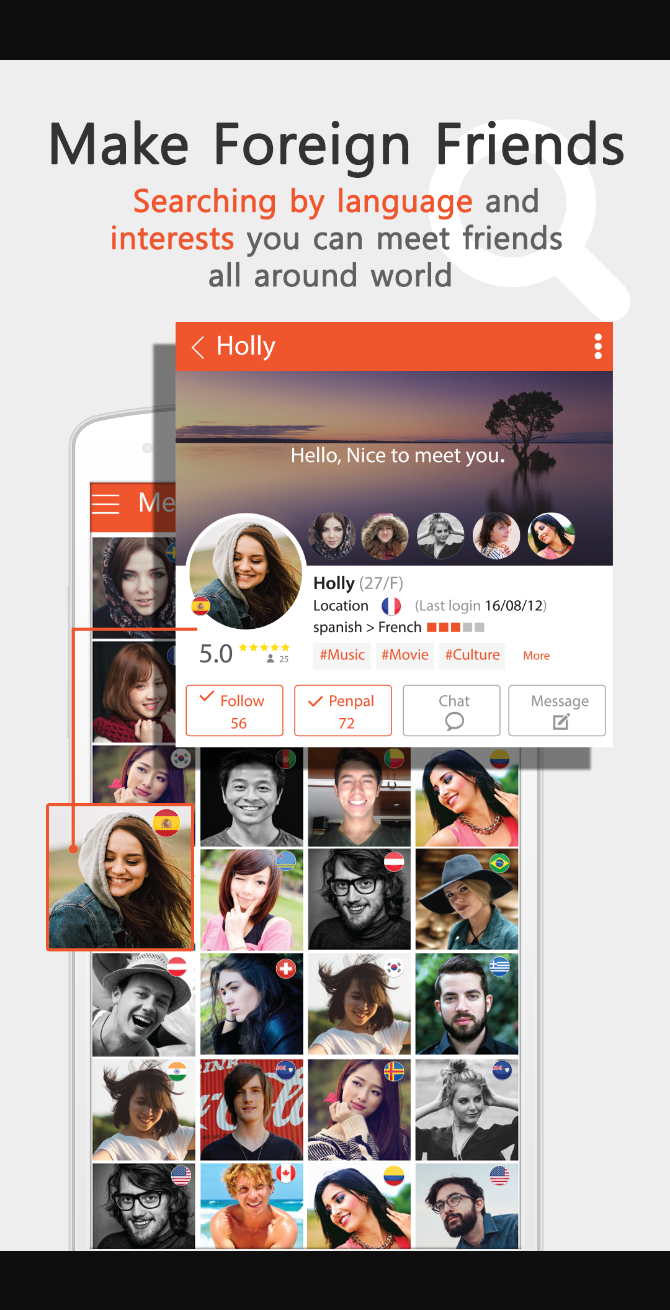 Make Foreign Friends
Searching by language and
interests you can meet friends
all around world
Holly
Hello, Nice to meet you.
Me
Holly (27/F)
Location (Last login 16/08/12)
spanish > French
5.0
25
#Music #Movie #Culture More
Follow
56
Penpal
72
Chat
Message